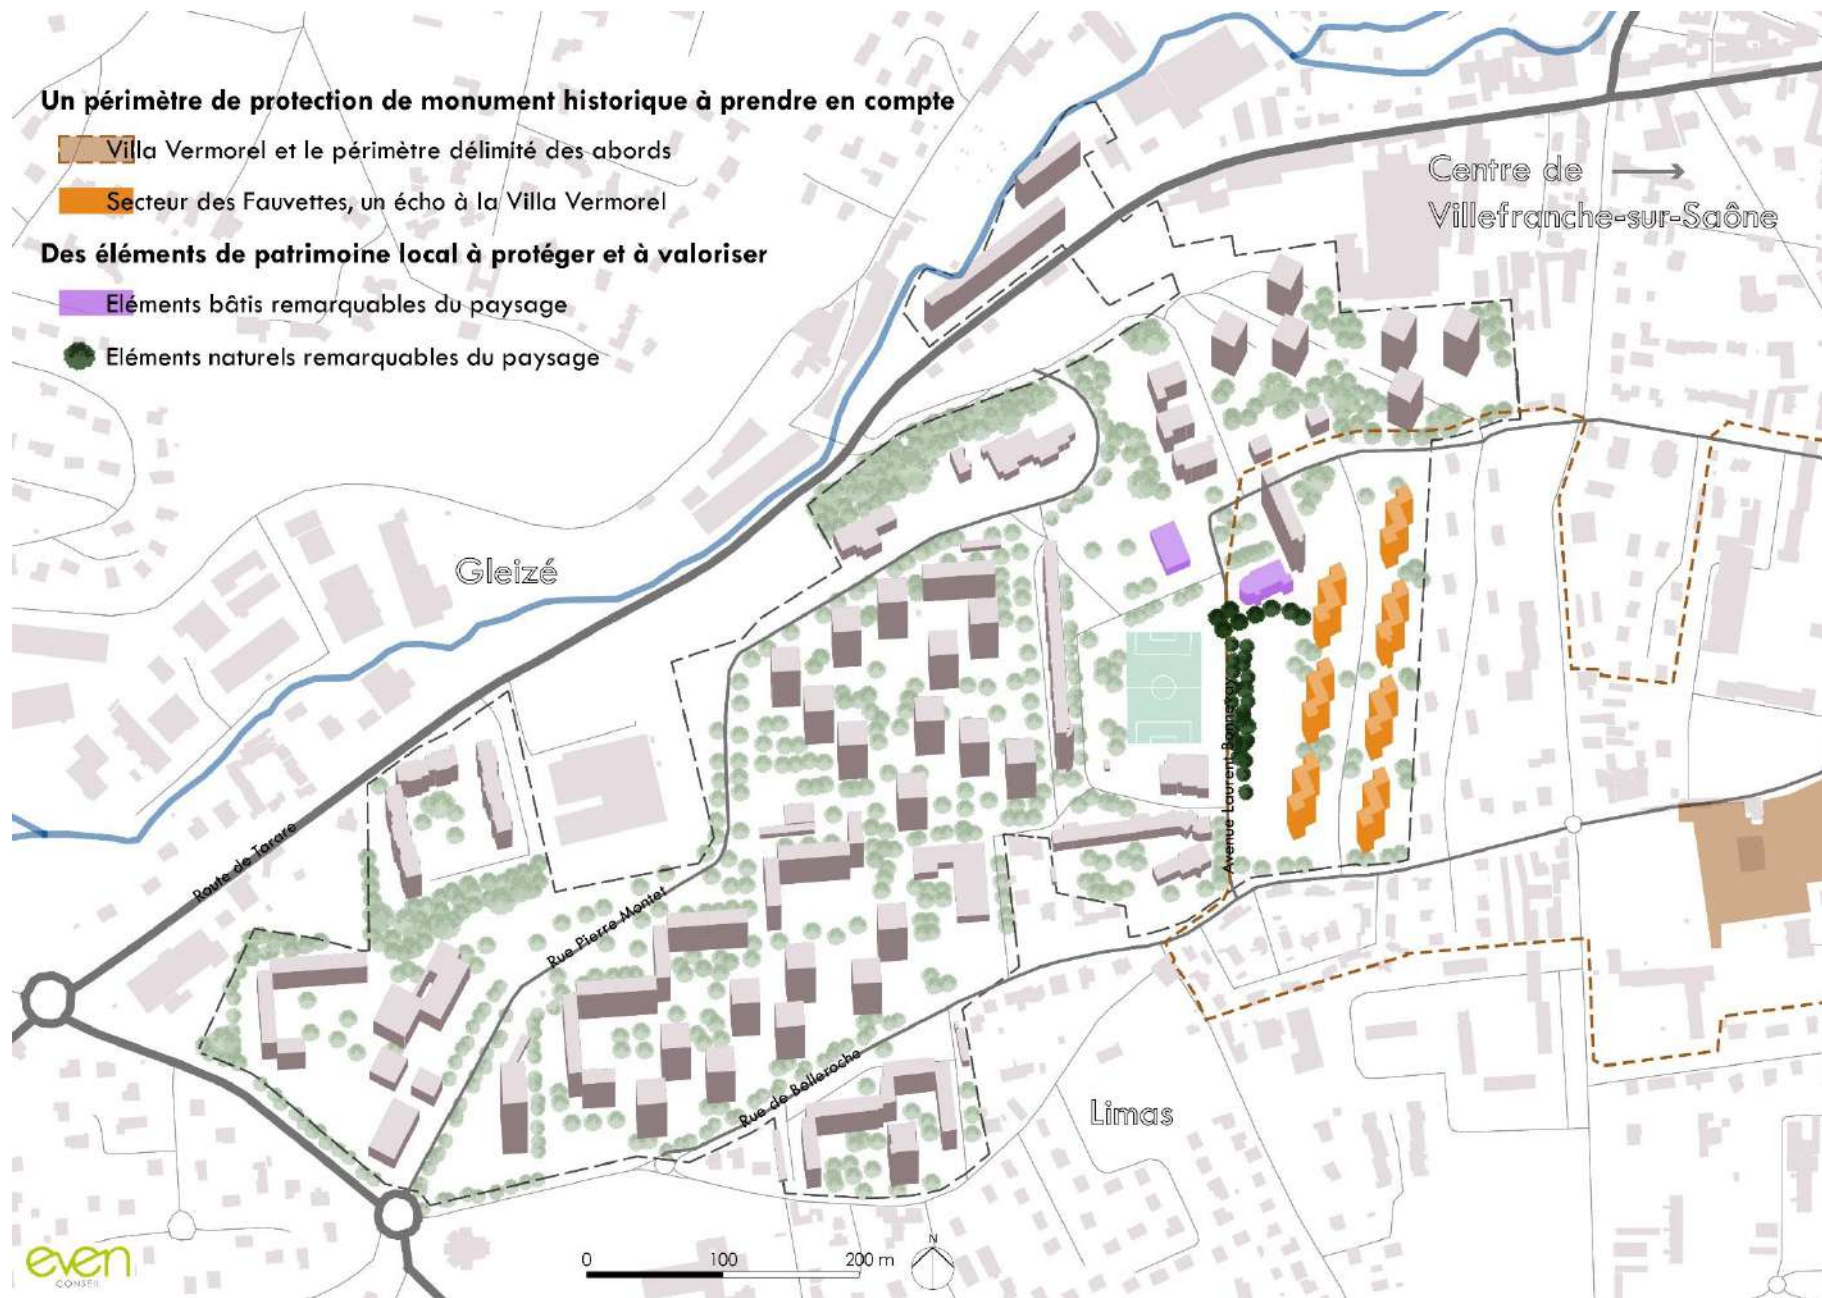 Un périmètre de protection de monument historique à prendre en compte
Villa Vermorel et le périmètre délimité des abords
Secteur des Fauvettes, un écho à la Villa Vermorel
Des éléments de patrimoine local à protéger et à valoriser
Eléments bâtis remarquables du paysage
Eléments naturels remarquables du paysage
Centre de
Villefranche-sur-Saône
Gleizé
Avenue Laurent Bonnevay
Route de Tarare
Rue Pierre Montet
Rue de Belleroche
Limas
even
CONSEIL
0 100 200 m
N